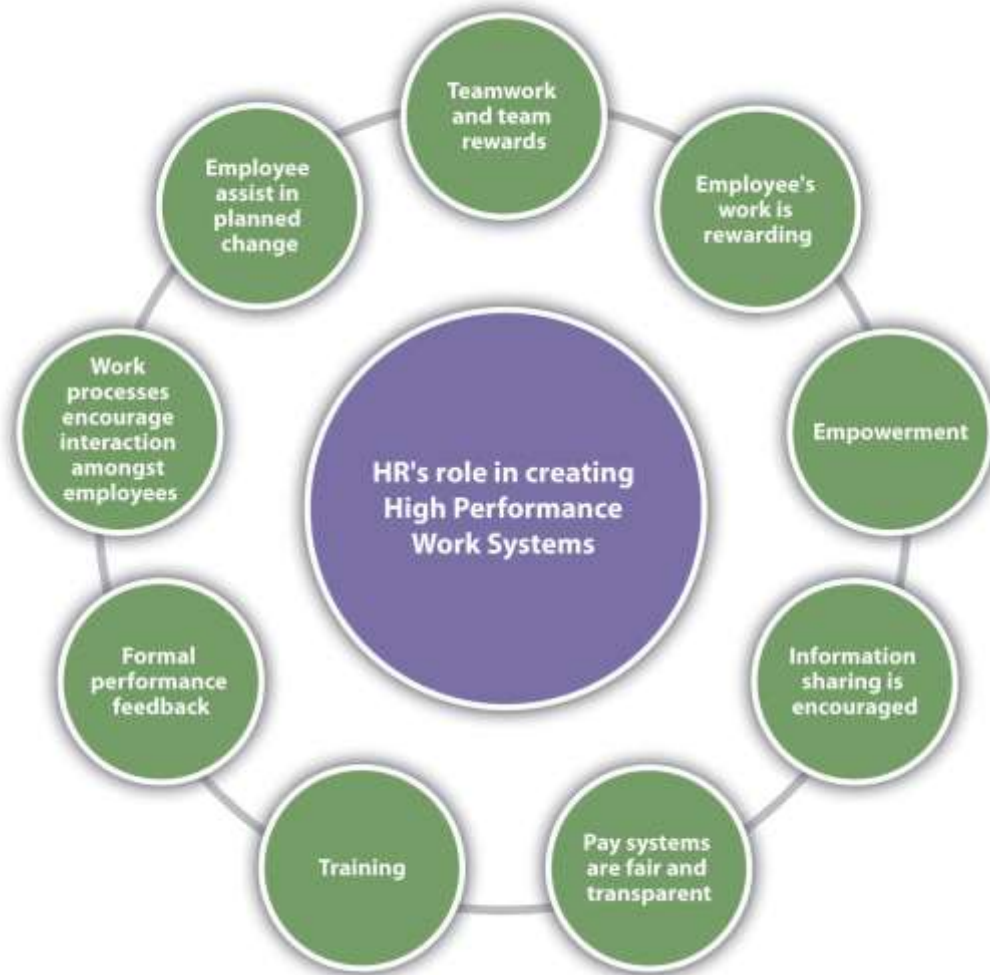 Teamwork
and team
rewards
Employee's
work is
rewarding
Empowerment
Information
sharing is
encouraged
Pay systems
are fair and
transparent
Training
Formal
performance
feedback
Work
processes
encourage
interaction
amongst
employees
Employee
assist in
planned
change
HR's role in creating
High Performance
Work Systems